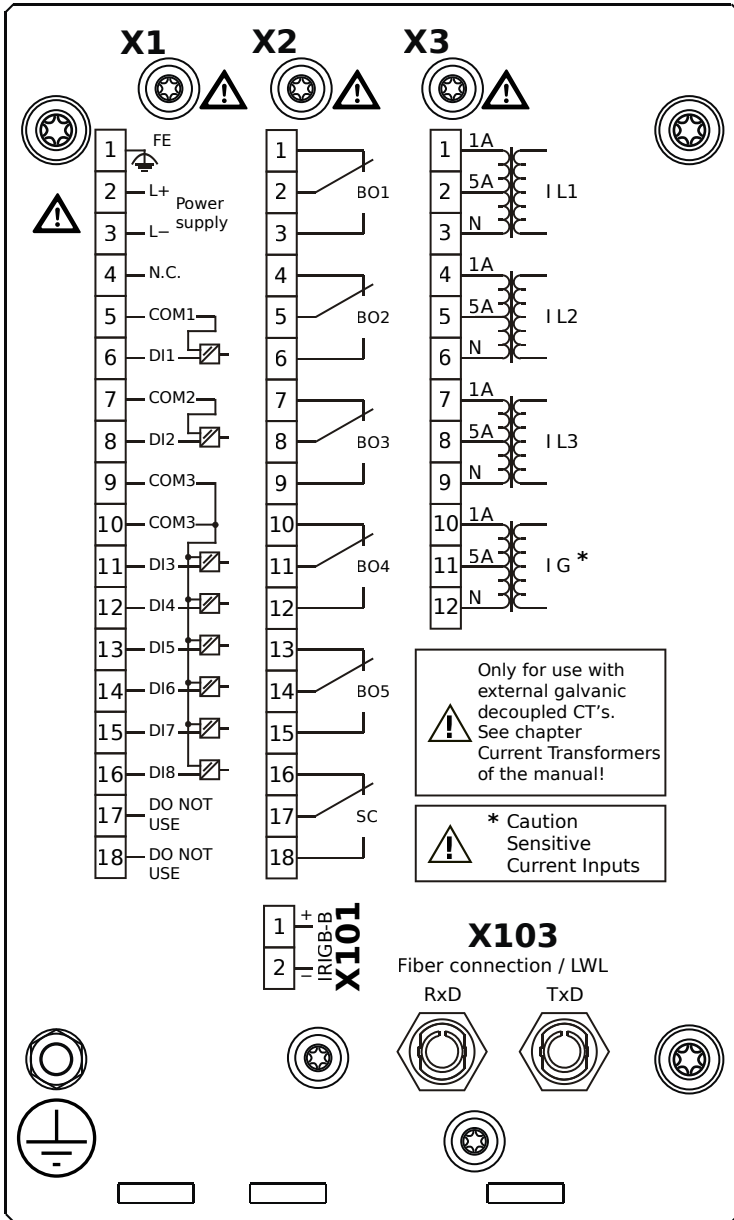 X1 X2 X3
1 FE
2 L+
Power
supply
3 L−
4 N.C.
5 COM1
6 DI1
7 COM2
8 DI2
9 COM3
10 COM3
11 DI3
12 DI4
13 DI5
14 DI6
15 DI7
16 DI8
17 DO NOT
USE
18 DO NOT
USE
1
2 BO1
3
4
5 BO2
6
7
8 BO3
9
10
11 BO4
12
13
14 BO5
15
16
17 SC
18
1 1A
2 5A I L1
3 N
4 1A
5 5A I L2
6 N
7 1A
8 5A I L3
9 N
10 1A
11 5A I G *
12 N
Only for use with
external galvanic
decoupled CT's.
See chapter
Current Transformers
of the manual!
* Caution
Sensitive
Current Inputs
1 +
2 −
IRIGB-B
X101
X103
Fiber connection / LWL
RxD TxD